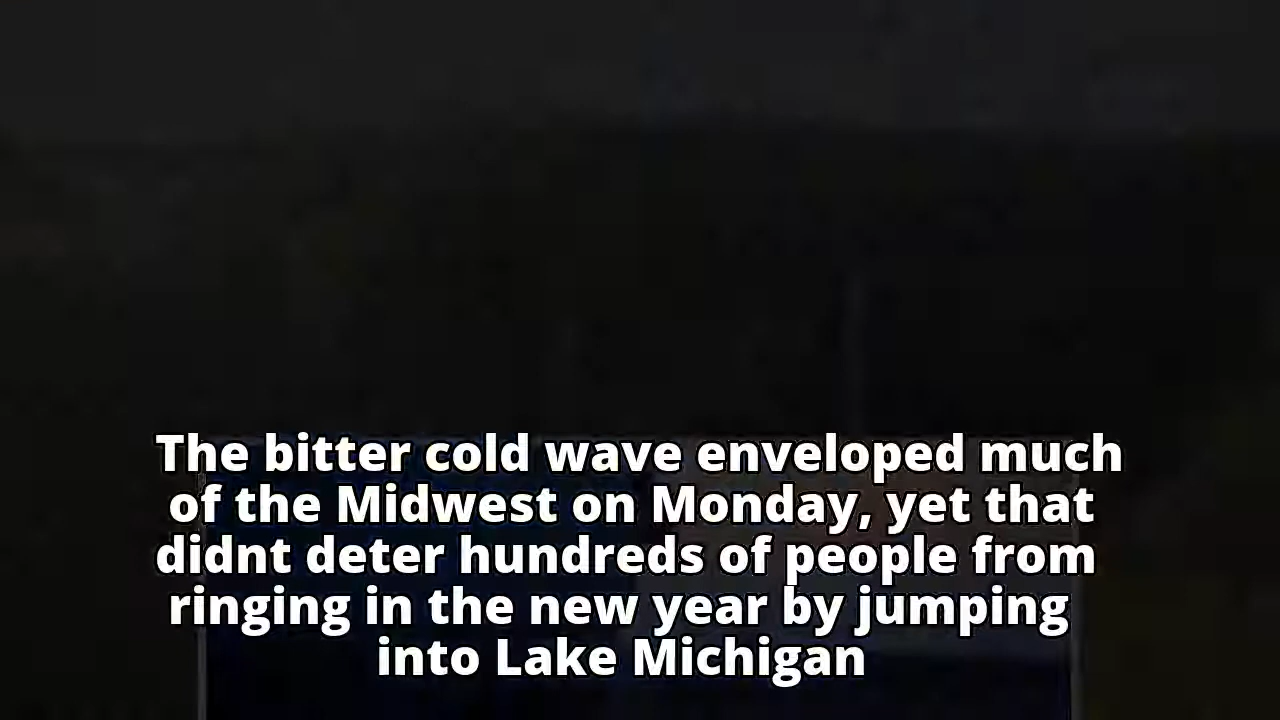 The bitter cold wave enveloped much
of the Midwest on Monday, yet that
didnt deter hundreds of people from
ringing in the new year by jumping
into Lake Michigan